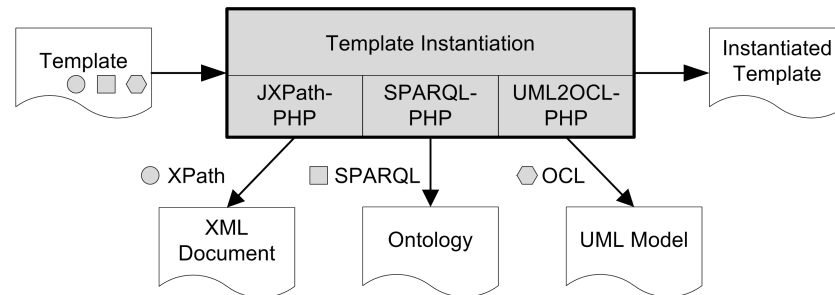 Template
Template Instantiation
Instantiated
Template
JXPath-
PHP
SPARQL-
PHP
UML2OCL-
PHP
XPath
SPARQL
OCL
XML
Document
Ontology
UML Model